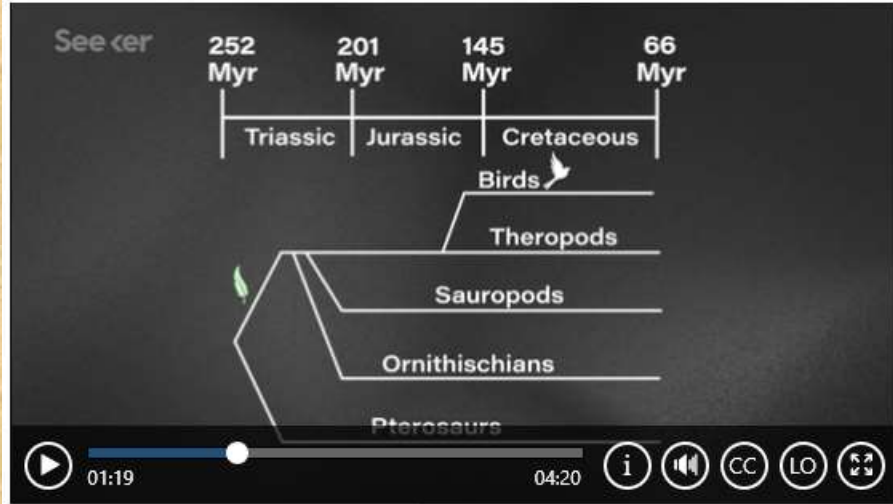 Seeker
252 Myr
201 Myr
145 Myr
66 Myr
Triassic
Jurassic
Cretaceous
Birds
Theropods
Sauropods
Ornithischians
Pterosaurs
01:19
04:20
i
CC
LO